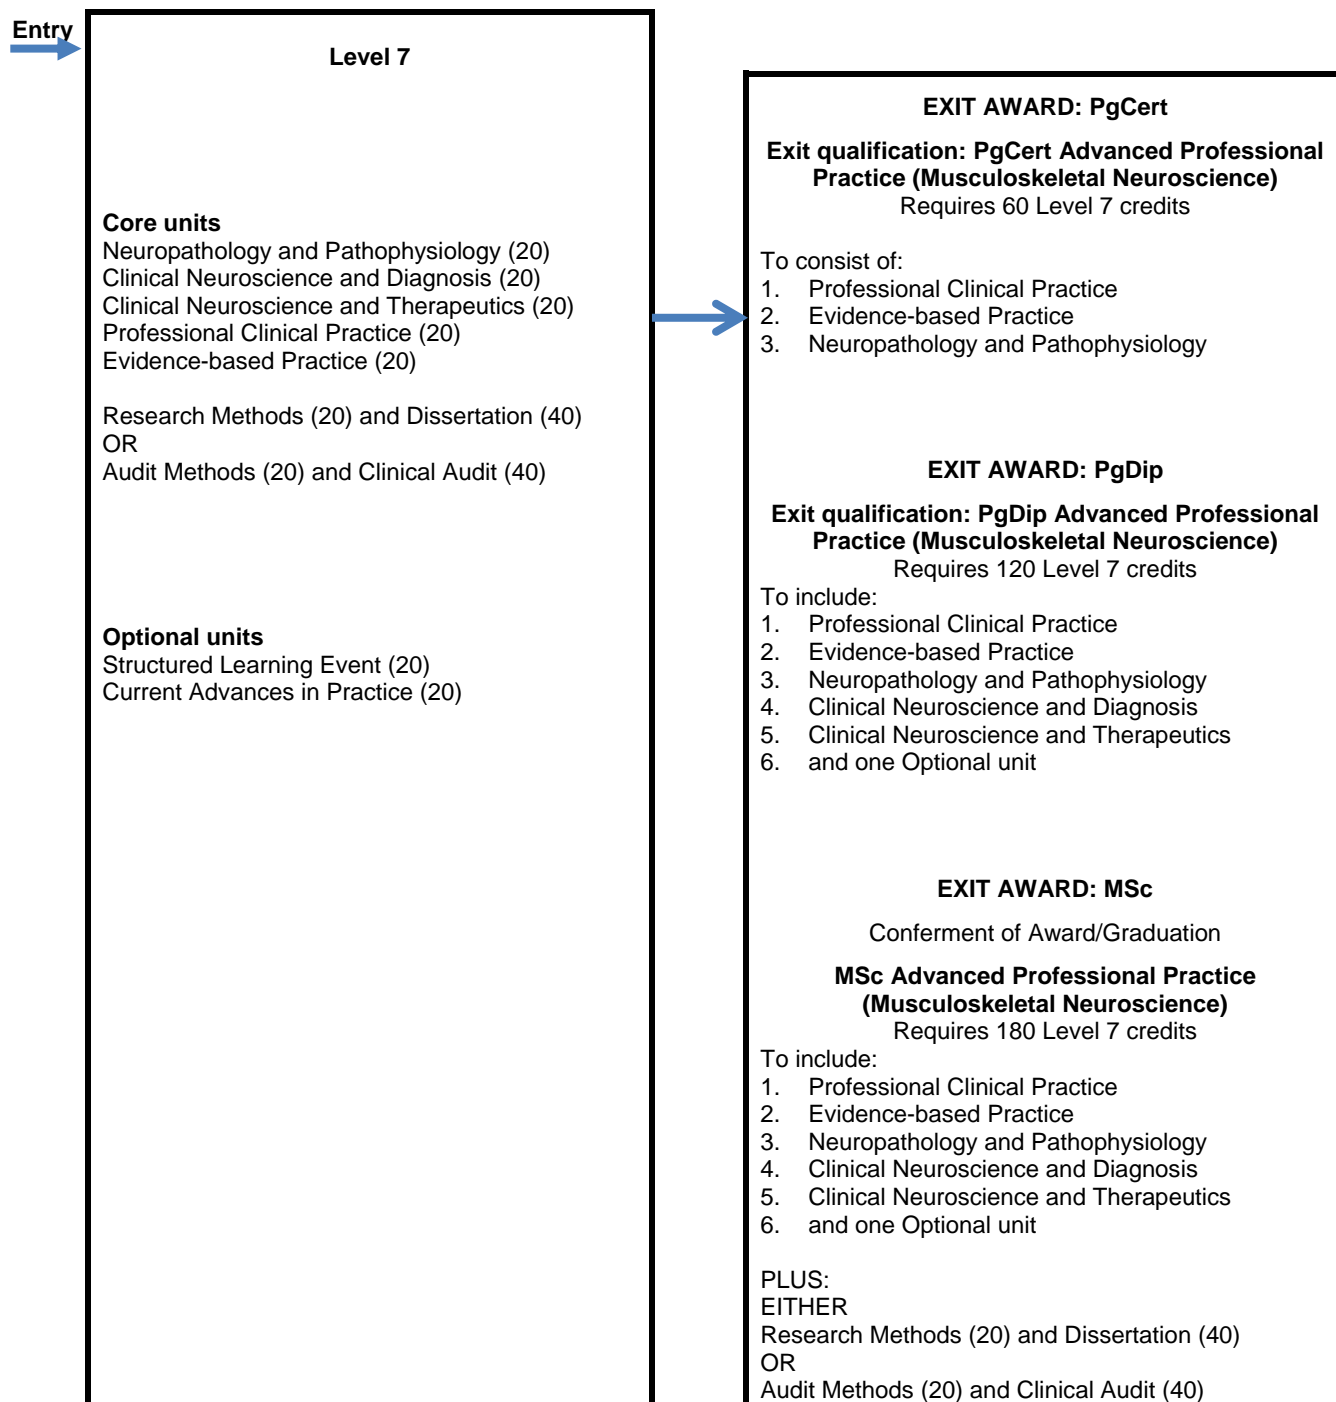 Entry
Level 7
Core units
Neuropathology and Pathophysiology (20)
Clinical Neuroscience and Diagnosis (20)
Clinical Neuroscience and Therapeutics (20)
Professional Clinical Practice (20)
Evidence-based Practice (20)
Research Methods (20) and Dissertation (40)
OR
Audit Methods (20) and Clinical Audit (40)
Optional units
Structured Learning Event (20)
Current Advances in Practice (20)
EXIT AWARD: PgCert
Exit qualification: PgCert Advanced Professional
Practice (Musculoskeletal Neuroscience)
Requires 60 Level 7 credits
To consist of:
1. Professional Clinical Practice
2. Evidence-based Practice
3. Neuropathology and Pathophysiology
EXIT AWARD: PgDip
Exit qualification: PgDip Advanced Professional
Practice (Musculoskeletal Neuroscience)
Requires 120 Level 7 credits
To include:
1. Professional Clinical Practice
2. Evidence-based Practice
3. Neuropathology and Pathophysiology
4. Clinical Neuroscience and Diagnosis
5. Clinical Neuroscience and Therapeutics
6. and one Optional unit
EXIT AWARD: MSc
Conferment of Award/Graduation
MSc Advanced Professional Practice
(Musculoskeletal Neuroscience)
Requires 180 Level 7 credits
To include:
1. Professional Clinical Practice
2. Evidence-based Practice
3. Neuropathology and Pathophysiology
4. Clinical Neuroscience and Diagnosis
5. Clinical Neuroscience and Therapeutics
6. and one Optional unit
PLUS:
EITHER
Research Methods (20) and Dissertation (40)
OR
Audit Methods (20) and Clinical Audit (40)